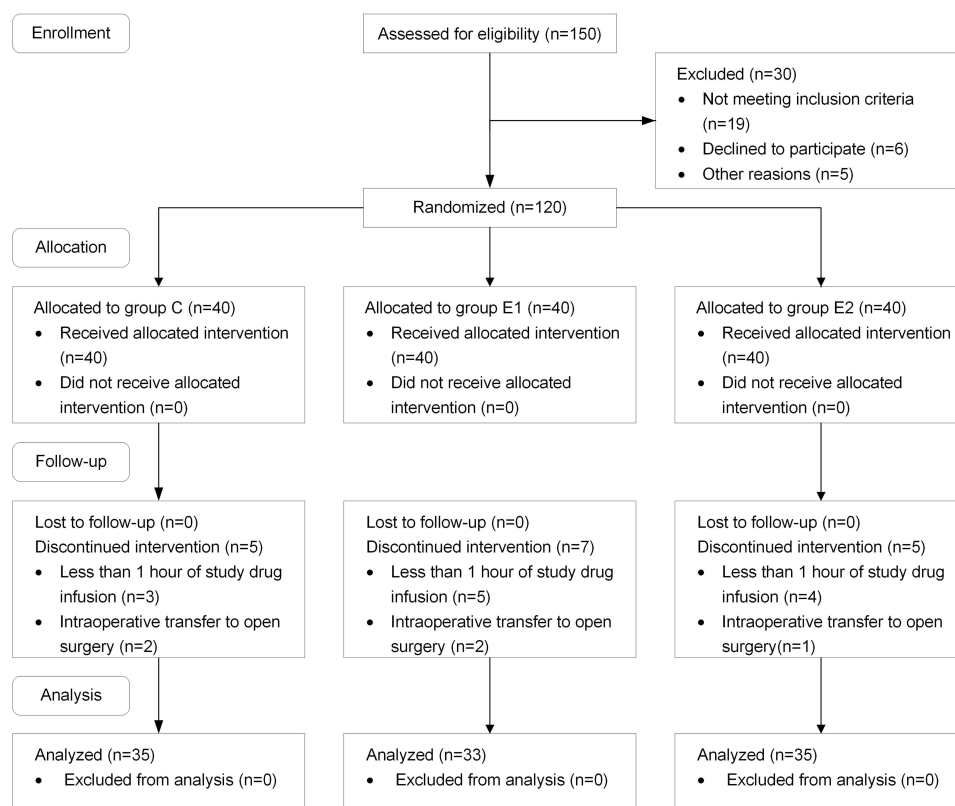 Enrollment
Assessed for eligibility (n=150)
Excluded (n=30)
• Not meeting inclusion criteria
(n=19)
• Declined to participate (n=6)
• Other reasons (n=5)
Randomized (n=120)
Allocation
Allocated to group C (n=40)
• Received allocated intervention
(n=40)
• Did not receive allocated
intervention (n=0)
Allocated to group E1 (n=40)
• Received allocated intervention
(n=40)
• Did not receive allocated
intervention (n=0)
Allocated to group E2 (n=40)
• Received allocated intervention
(n=40)
• Did not receive allocated
intervention (n=0)
Follow-up
Lost to follow-up (n=0)
Discontinued intervention (n=5)
• Less than 1 hour of study drug
infusion (n=3)
• Intraoperative transfer to open
surgery (n=2)
Lost to follow-up (n=0)
Discontinued intervention (n=7)
• Less than 1 hour of study drug
infusion (n=5)
• Intraoperative transfer to open
surgery (n=2)
Lost to follow-up (n=0)
Discontinued intervention (n=5)
• Less than 1 hour of study drug
infusion (n=4)
• Intraoperative transfer to open
surgery(n=1)
Analysis
Analyzed (n=35)
• Excluded from analysis (n=0)
Analyzed (n=33)
• Excluded from analysis (n=0)
Analyzed (n=35)
• Excluded from analysis (n=0)